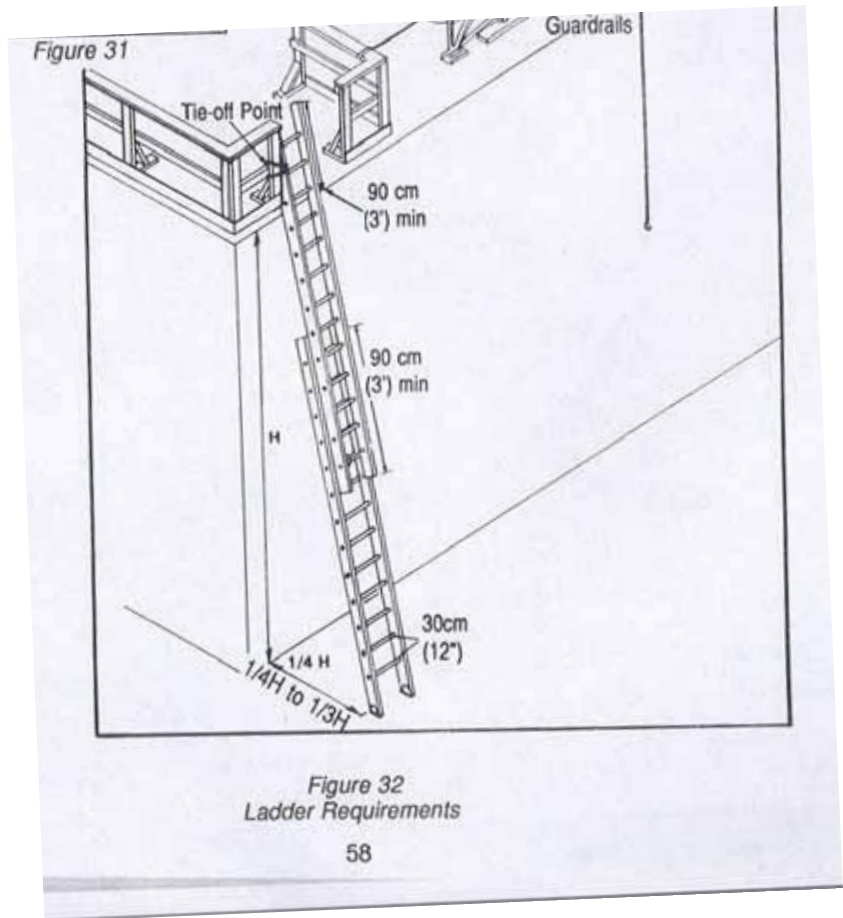 Figure 31
Guardrails
Tie-off Point
90 cm
(3') min
90 cm
(3') min
H
30cm
(12")
1/4 H
1/4H to 1/3H
Figure 32
Ladder Requirements
58